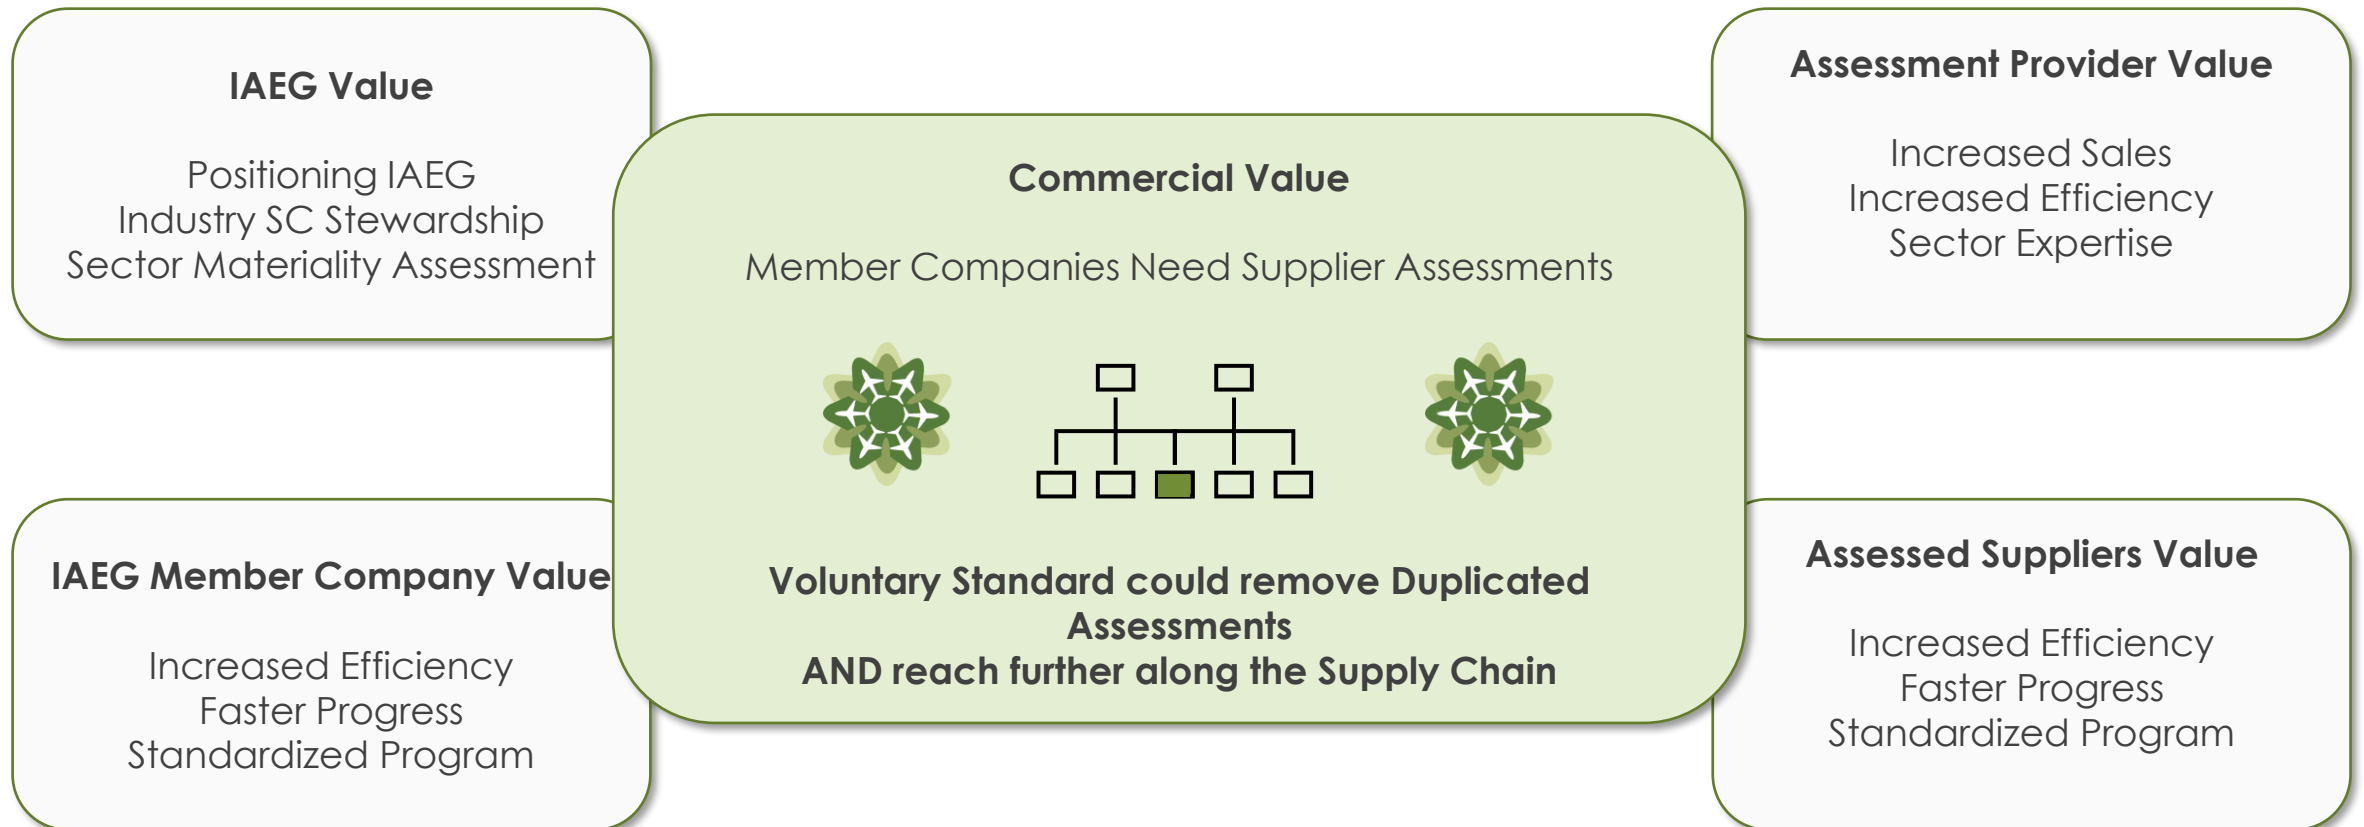 IAEG Value
Positioning IAEG
Industry SC Stewardship
Sector Materiality Assessment
Assessment Provider Value
Increased Sales
Increased Efficiency
Sector Expertise
Commercial Value
Member Companies Need Supplier Assessments
Voluntary Standard could remove Duplicated
Assessments
AND reach further along the Supply Chain
IAEG Member Company Value
Increased Efficiency
Faster Progress
Standardized Program
Assessed Suppliers Value
Increased Efficiency
Faster Progress
Standardized Program